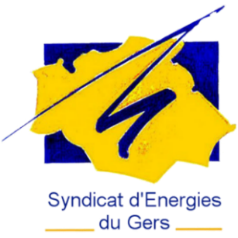 Syndicat d'Energies
du Gers